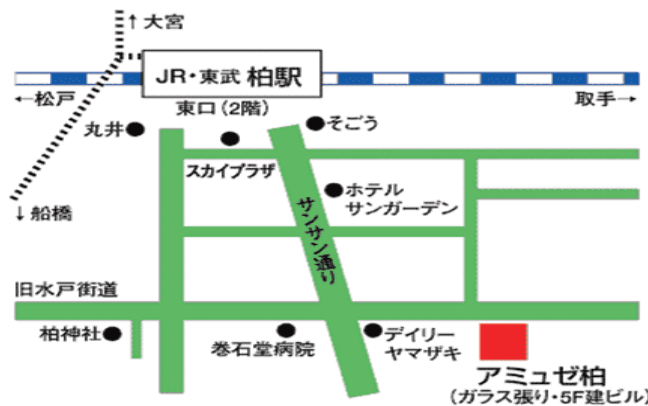 ↑大宮
JR・東武 柏駅
←松戸
東口(2階)
取手→
丸井
そごう
スカイプラザ
ホテル
サンガーデン
↓船橋
サンサン通り
旧水戸街道
柏神社
巻石堂病院
デイリー
ヤマザキ
アミュゼ柏
(ガラス張り・5F建ビル)